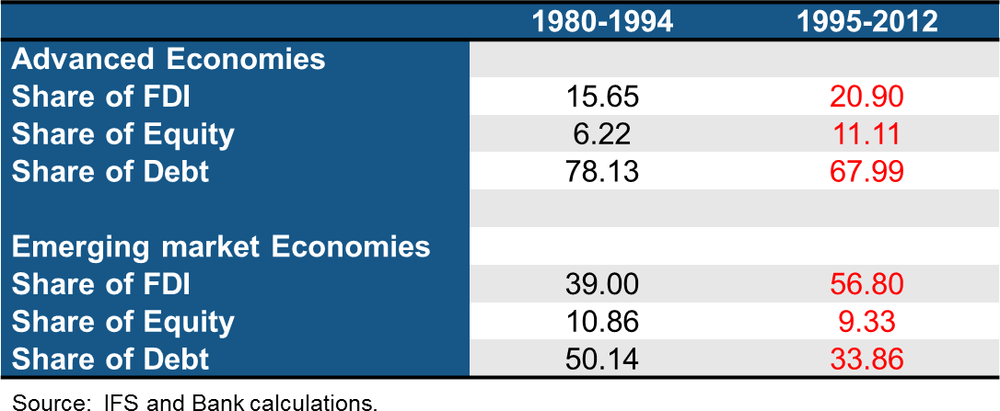 1980-1994 1995-2012
Advanced Economies
Share of FDI 15.65 20.90
Share of Equity 6.22 11.11
Share of Debt 78.13 67.99
Emerging market Economies
Share of FDI 39.00 56.80
Share of Equity 10.86 9.33
Share of Debt 50.14 33.86
Source: IFS and Bank calculations.